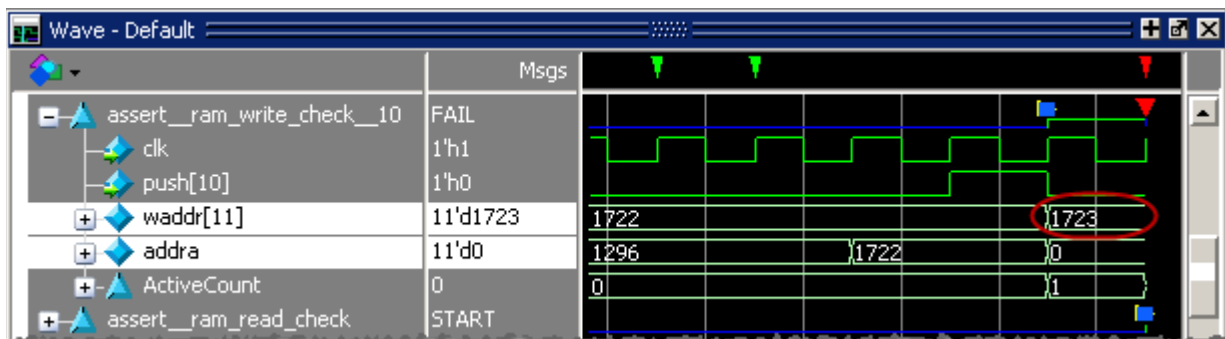 Wave - Default
Msgs
assert__ram_write_check__10 FAIL
clk 1'h1
push[10] 1'h0
waddr[11] 11'd1723 1722 1723
addra 11'd0 1296 1722 0
ActiveCount 0 0 1
assert__ram_read_check START